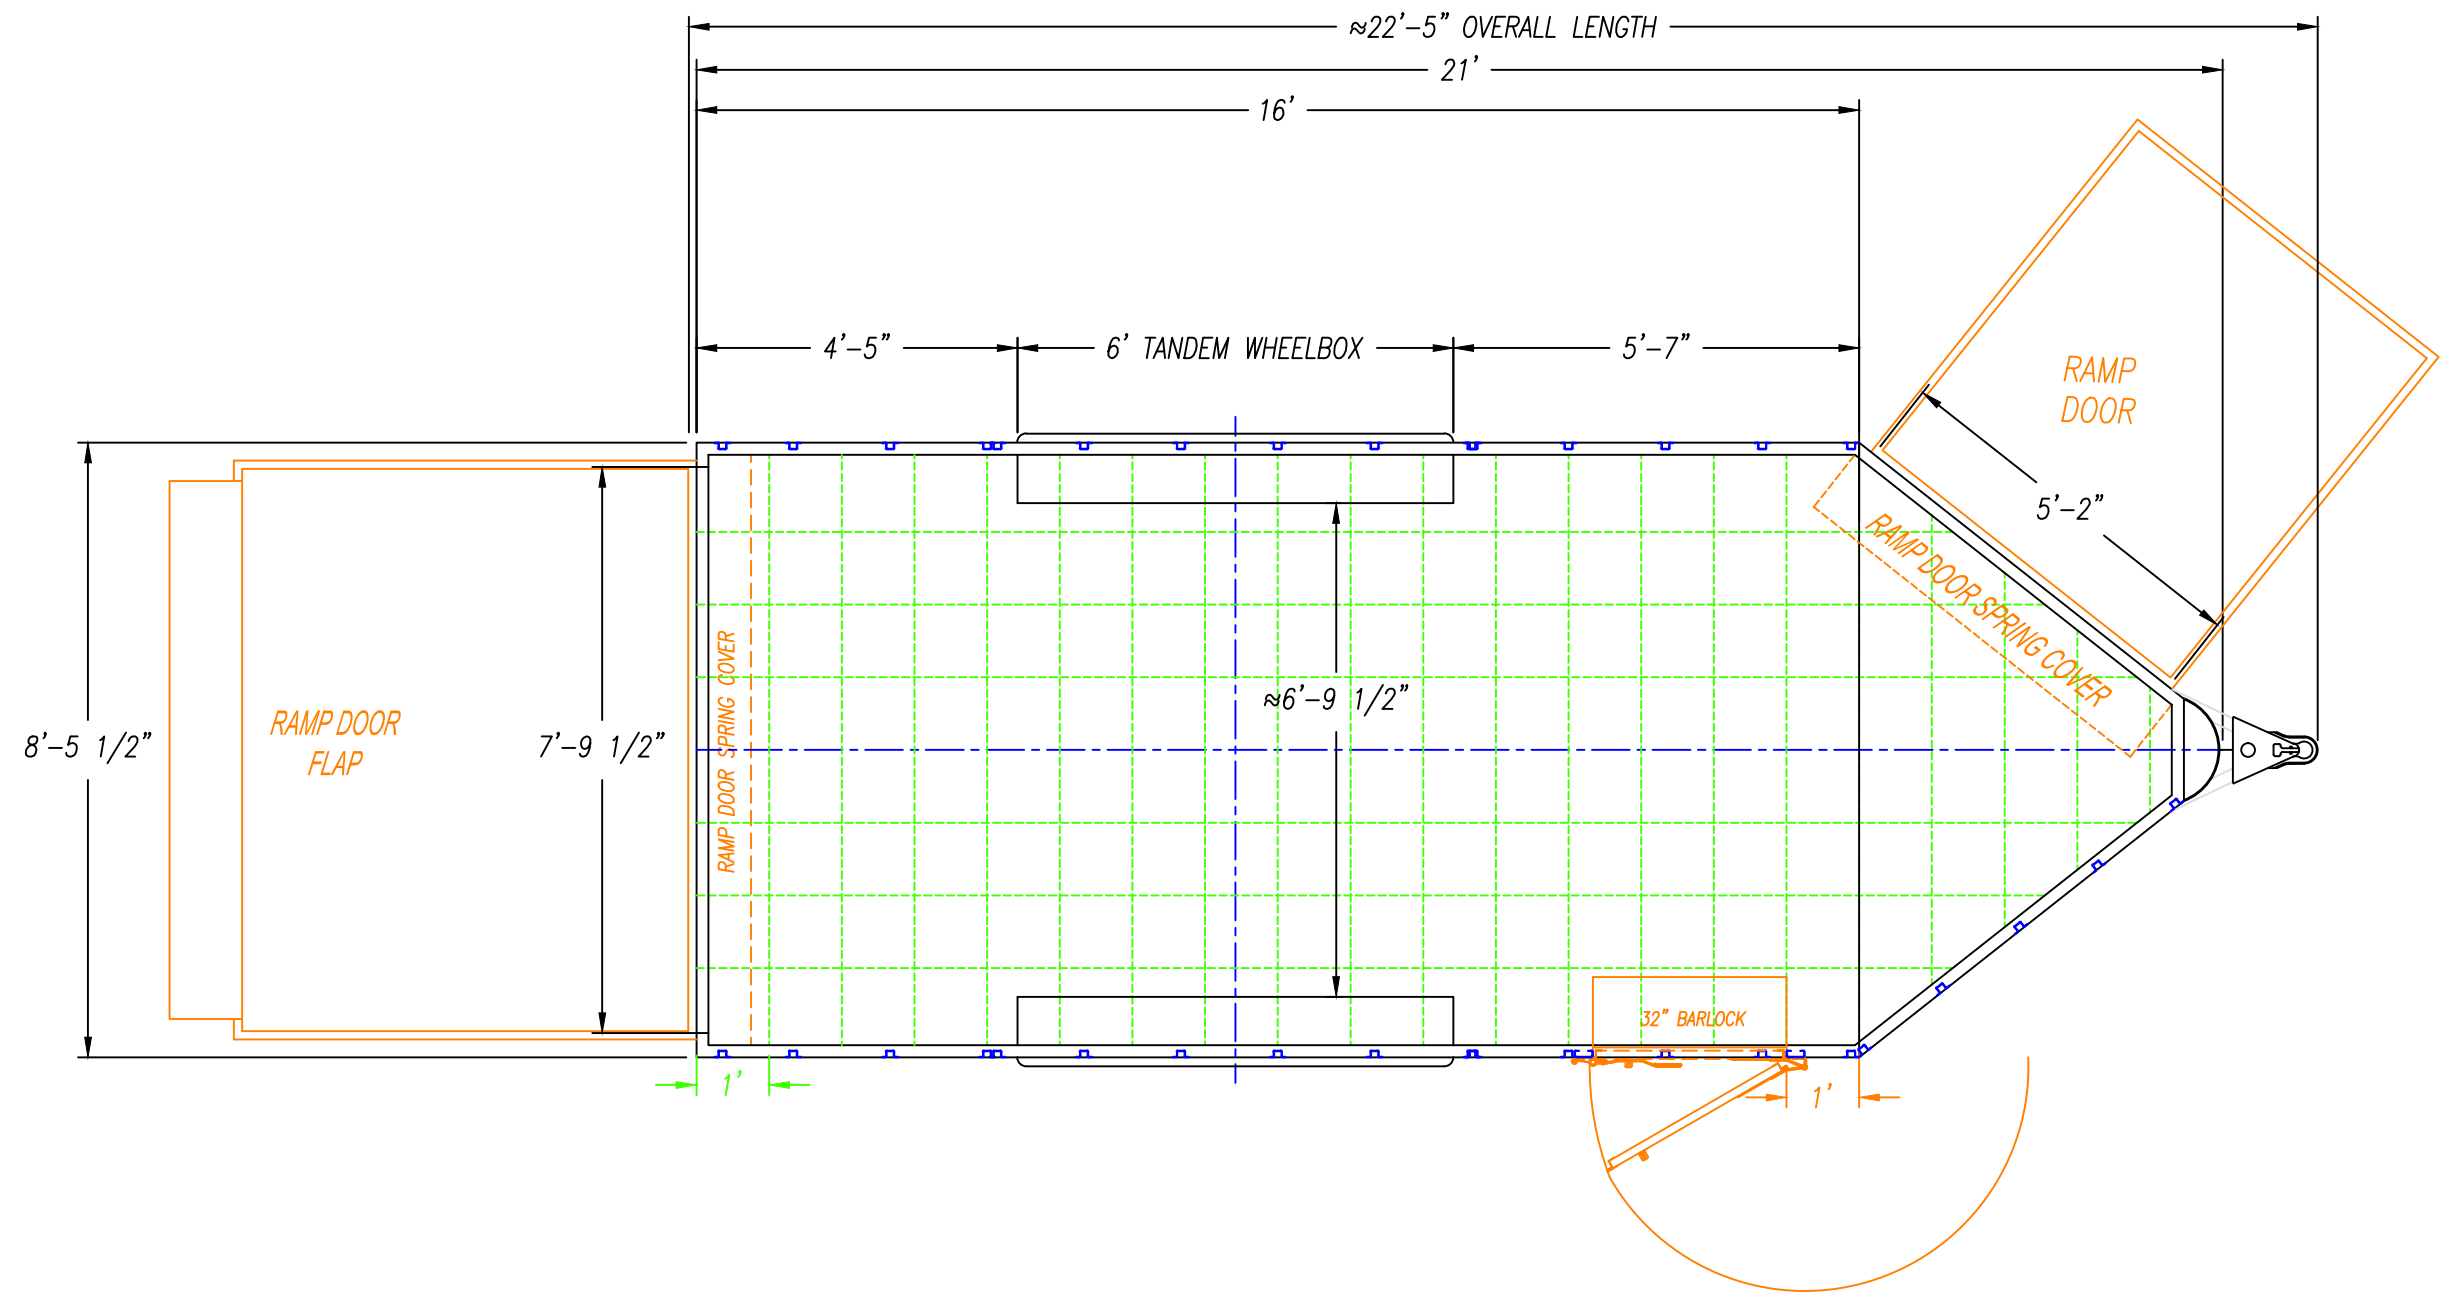 ≈22'-5" OVERALL LENGTH
21'
16'
4'-5"
6' TANDEM WHEELBOX
5'-7"
RAMP
DOOR
5'-2"
RAMP DOOR SPRING COVER
8'-5 1/2"
RAMP DOOR
FLAP
7'-9 1/2"
RAMP DOOR SPRING COVER
≈6'-9 1/2"
32" BARLOCK
1'
1'